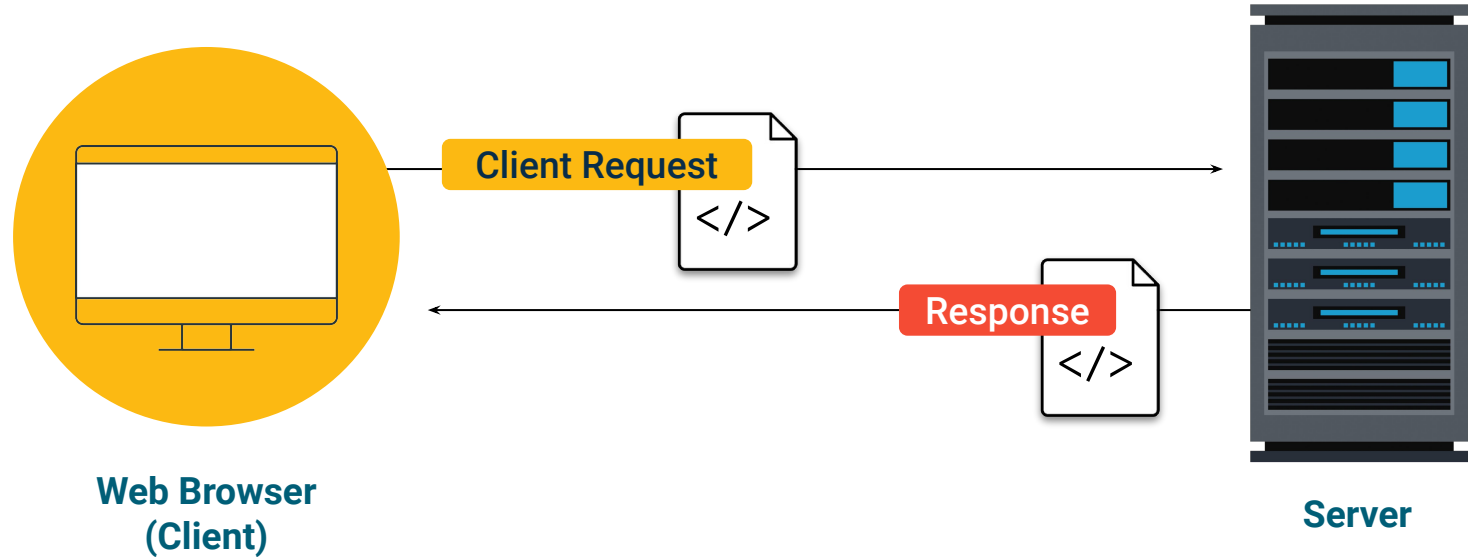 Client Request
</>
Response
</>
Web Browser
(Client)
Server